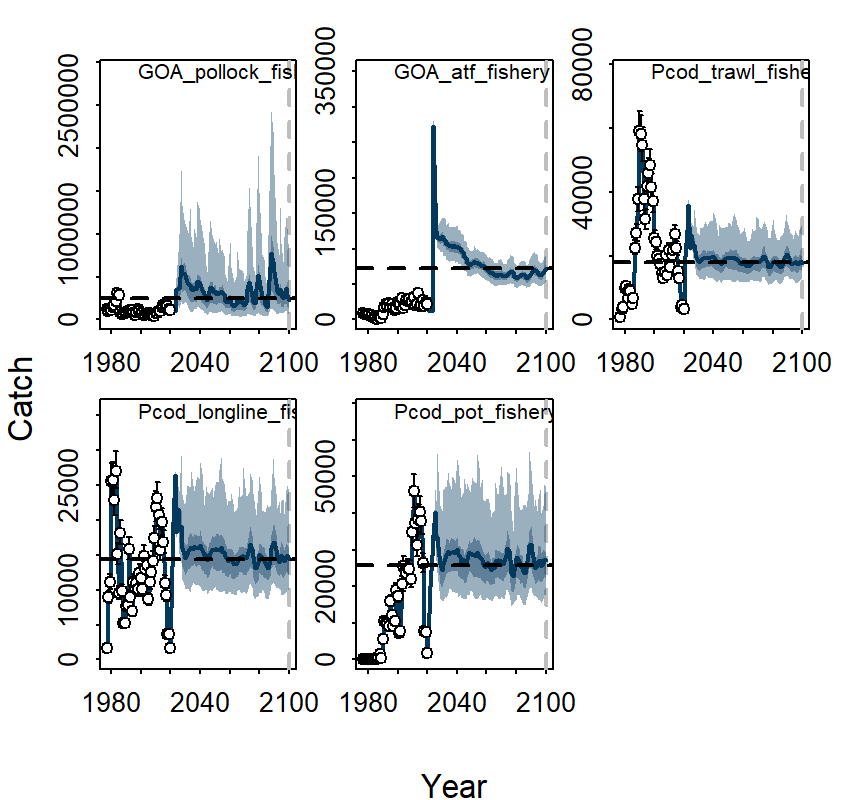 GOA_pollock_fis
GOA_atf_fishery
Pcod_trawl_fishe
0 1000000 2500000
0 150000 350000
0 40000 80000
1980 2040 2100
1980 2040 2100
1980 2040 2100
Catch
Pcod_longline_fis
Pcod_pot_fishery
0 10000 25000
0 20000 50000
1980 2040 2100
1980 2040 2100
Year